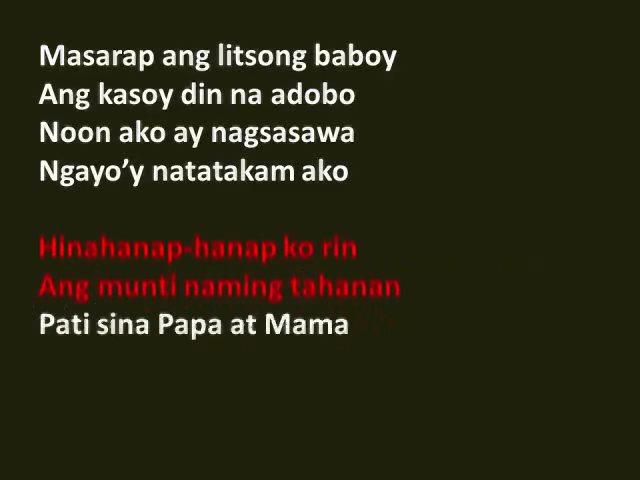 Masarap ang litsong baboy
Ang kasoy din na adobo
Noon ako ay nagsasawa
Ngayo’y natatakam ako
Hinahanap-hanap ko rin
Ang munti naming tahanan
Pati sina Papa at Mama